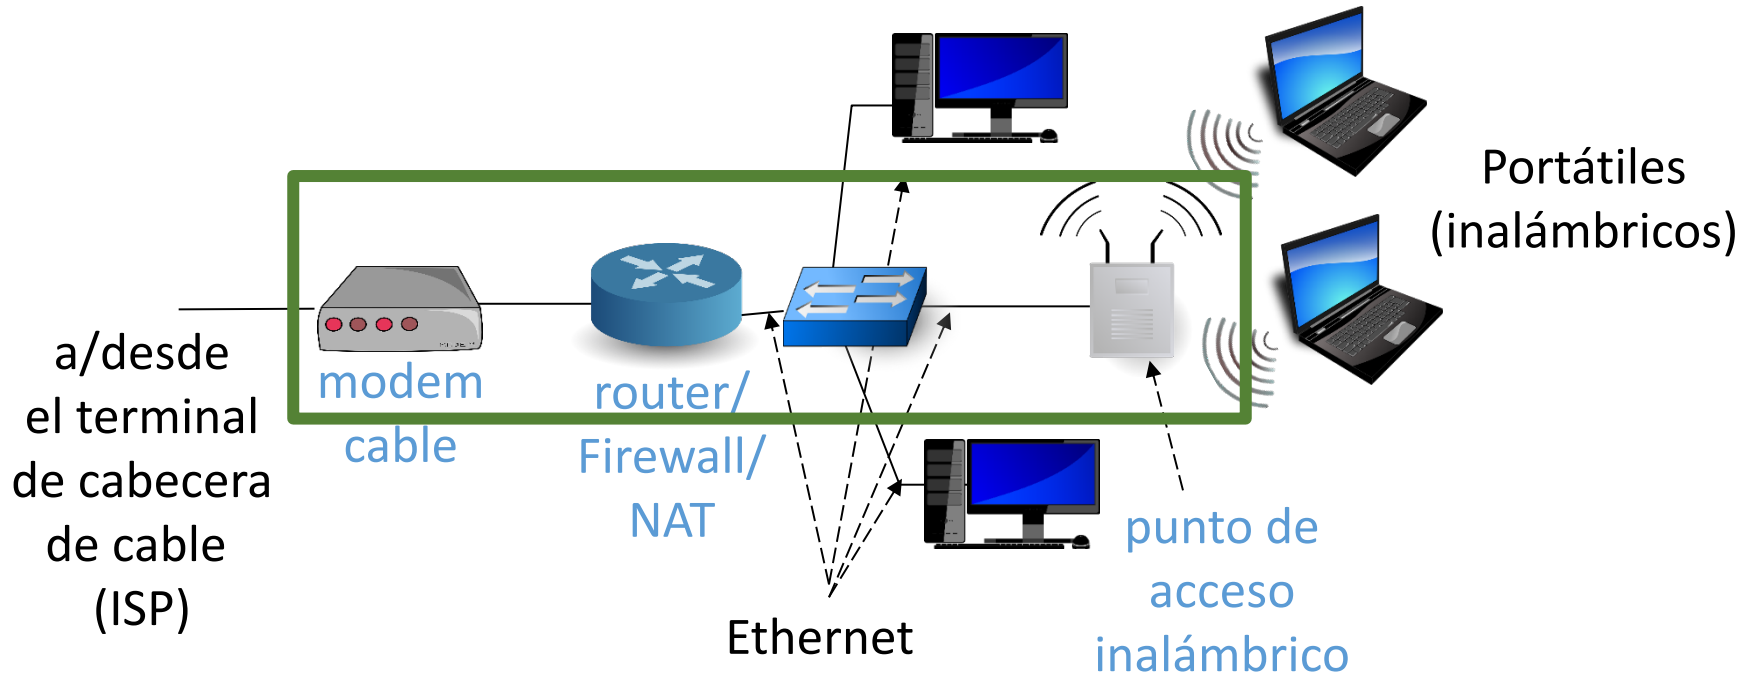 Portátiles
(inalámbricos)
a/desde
el terminal
de cabecera
de cable
(ISP)
modem
cable
router/
Firewall/
NAT
Ethernet
punto de
acceso
inalámbrico